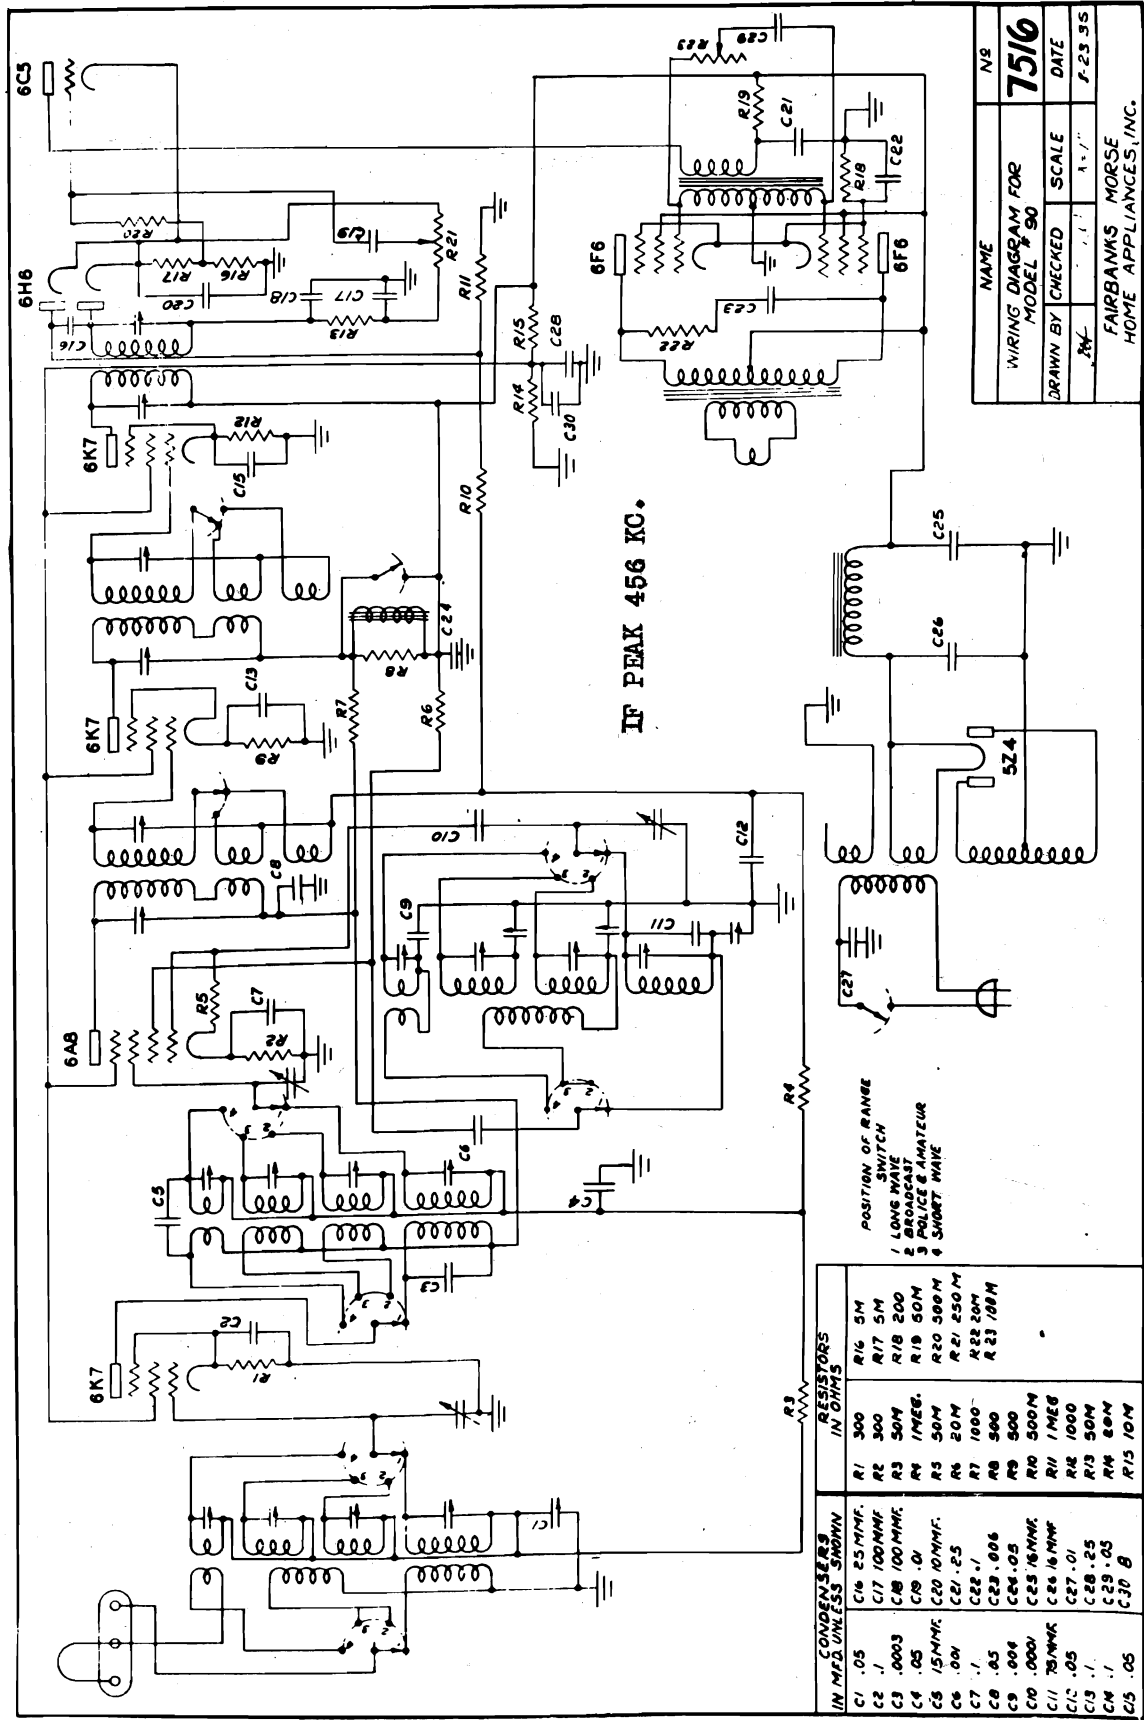 6K7
6A8
6K7
6K7
6H6
6C5
C2
R1
C5
C3
C6
R2
C7
R5
C8
R9
C13
C15
R12
C16
C20
R17
R16
R20
C18
C17
R13
C19
R21
R11
R7
R8
R6
C24
R10
R14
R15
C28
C30
C9
C10
C11
C12
C1
C4
R3
R4
1
2
3
4
IF PEAK 456 KC.
6F6
6F6
R22
C23
R23
C29
R19
C21
R18
C22
C27
5Z4
C26
C25
POSITION OF RANGE
SWITCH
1 LONG WAVE
2 BROADCAST
3 POLICE & AMATEUR
4 SHORT WAVE
CONDENSERS
IN MFD. UNLESS SHOWN
C1 .05 C16 25MMF.
C2 .1 C17 100MMF
C3 .0003 C18 100MMF.
C4 .05 C19 .01
C5 15MMF. C20 10MMF.
C6 .001 C21 .25
C7 .1 C22 .1
C8 .05 C23 .006
C9 .004 C24 .05
C10 .0001 C25 16MMF.
C11 75MMF. C26 16MMF
C12 .05 C27 .01
C13 .1 C28 .25
C14 .1 C29 .05
C15 .05 C30 8
RESISTORS
IN OHMS
R1 300 R16 5M
R2 300 R17 5M
R3 50M R18 200
R4 1MEG. R19 50M
R5 50M R20 500M
R6 20M R21 250M
R7 1000 R22 20M
R8 500 R23 100M
R9 500
R10 500M
R11 1MEG
R12 1000
R13 50M
R14 20M
R15 10M
NAME Nº
WIRING DIAGRAM FOR
MODEL # 90
7516
DRAWN BY CHECKED SCALE DATE
8-23-35
FAIRBANKS MORSE
HOME APPLIANCES, INC.